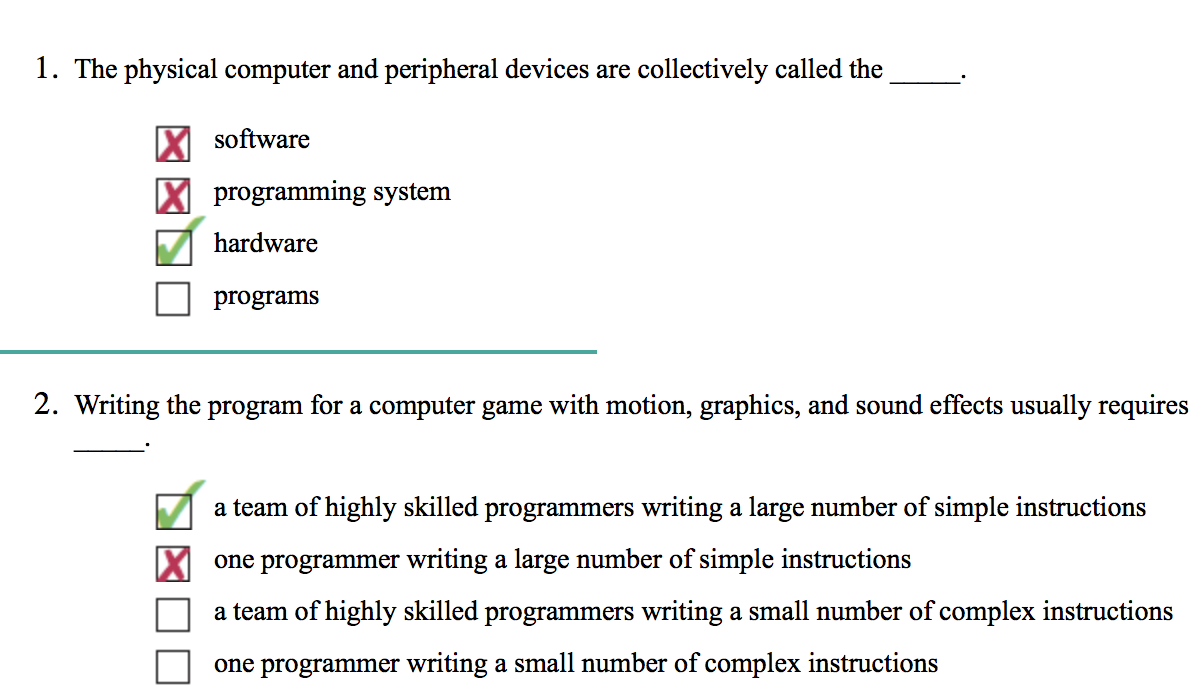 1. The physical computer and peripheral devices are collectively called the _____.
software
programming system
hardware
programs
2. Writing the program for a computer game with motion, graphics, and sound effects usually requires
_____.
a team of highly skilled programmers writing a large number of simple instructions
one programmer writing a large number of simple instructions
a team of highly skilled programmers writing a small number of complex instructions
one programmer writing a small number of complex instructions